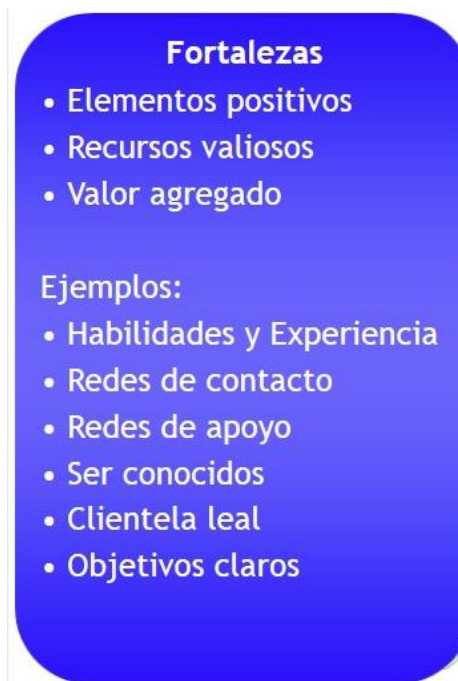 Fortalezas
• Elementos positivos
• Recursos valiosos
• Valor agregado
Ejemplos:
• Habilidades y Experiencia
• Redes de contacto
• Redes de apoyo
• Ser conocidos
• Clientela leal
• Objetivos claros